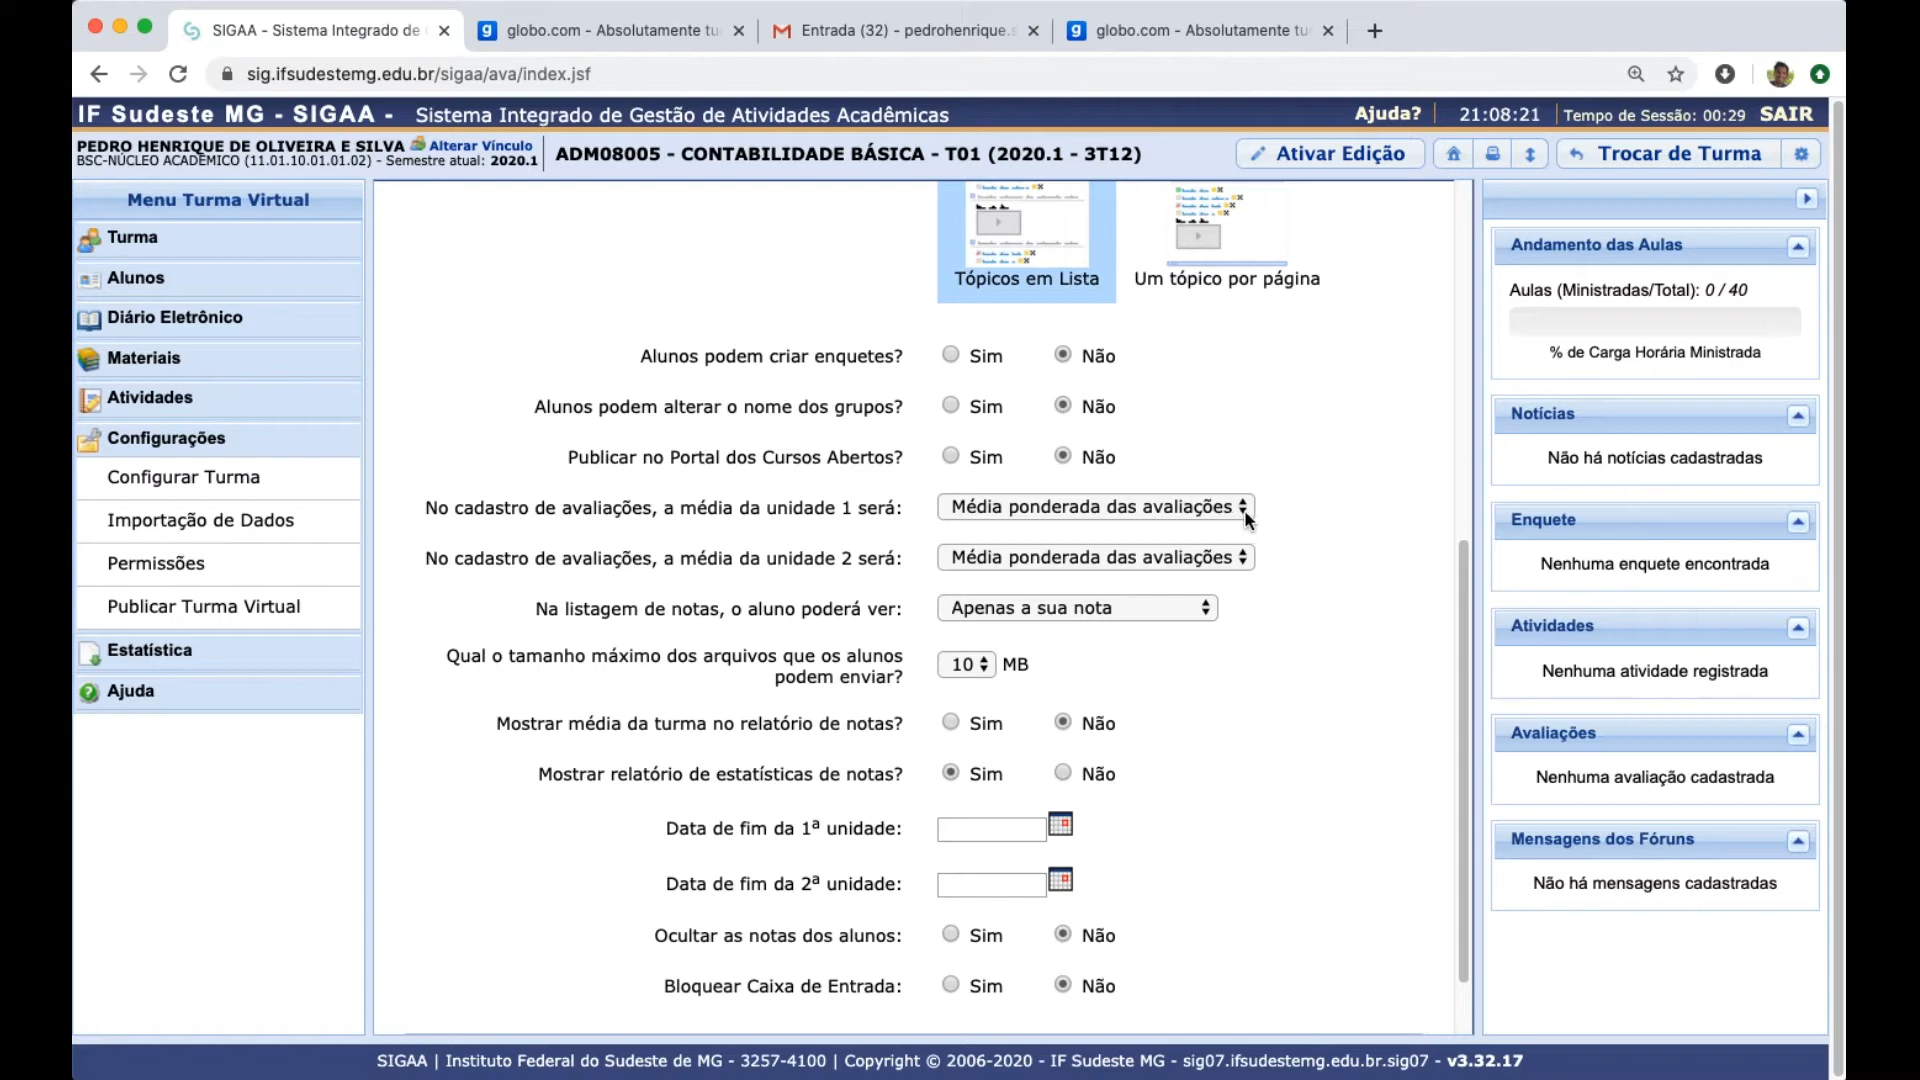 SIGAA - Sistema Integrado de
globo.com - Absolutamente tu
Entrada (32) - pedrohenrique.s
globo.com - Absolutamente tu
sig.ifsudestemg.edu.br/sigaa/ava/index.jsf
IF Sudeste MG - SIGAA - Sistema Integrado de Gestão de Atividades Acadêmicas
Ajuda? 21:08:21 Tempo de Sessão: 00:29 SAIR
PEDRO HENRIQUE DE OLIVEIRA E SILVA Alterar Vínculo
BSC-NÚCLEO ACADÊMICO (11.01.10.01.01.02) - Semestre atual: 2020.1
ADM08005 - CONTABILIDADE BÁSICA - T01 (2020.1 - 3T12)
Ativar Edição
Trocar de Turma
Menu Turma Virtual
Turma
Alunos
Diário Eletrônico
Materiais
Atividades
Configurações
Configurar Turma
Importação de Dados
Permissões
Publicar Turma Virtual
Estatística
Ajuda
Tópicos em Lista
Um tópico por página
Alunos podem criar enquetes? Sim Não
Alunos podem alterar o nome dos grupos? Sim Não
Publicar no Portal dos Cursos Abertos? Sim Não
No cadastro de avaliações, a média da unidade 1 será: Média ponderada das avaliações
No cadastro de avaliações, a média da unidade 2 será: Média ponderada das avaliações
Na listagem de notas, o aluno poderá ver: Apenas a sua nota
Qual o tamanho máximo dos arquivos que os alunos
podem enviar? 10 MB
Mostrar média da turma no relatório de notas? Sim Não
Mostrar relatório de estatísticas de notas? Sim Não
Data de fim da 1ª unidade:
Data de fim da 2ª unidade:
Ocultar as notas dos alunos: Sim Não
Bloquear Caixa de Entrada: Sim Não
Andamento das Aulas
Aulas (Ministradas/Total): 0 / 40
% de Carga Horária Ministrada
Notícias
Não há notícias cadastradas
Enquete
Nenhuma enquete encontrada
Atividades
Nenhuma atividade registrada
Avaliações
Nenhuma avaliação cadastrada
Mensagens dos Fóruns
Não há mensagens cadastradas
SIGAA | Instituto Federal do Sudeste de MG - 3257-4100 | Copyright © 2006-2020 - IF Sudeste MG - sig07.ifsudestemg.edu.br.sig07 - v3.32.17